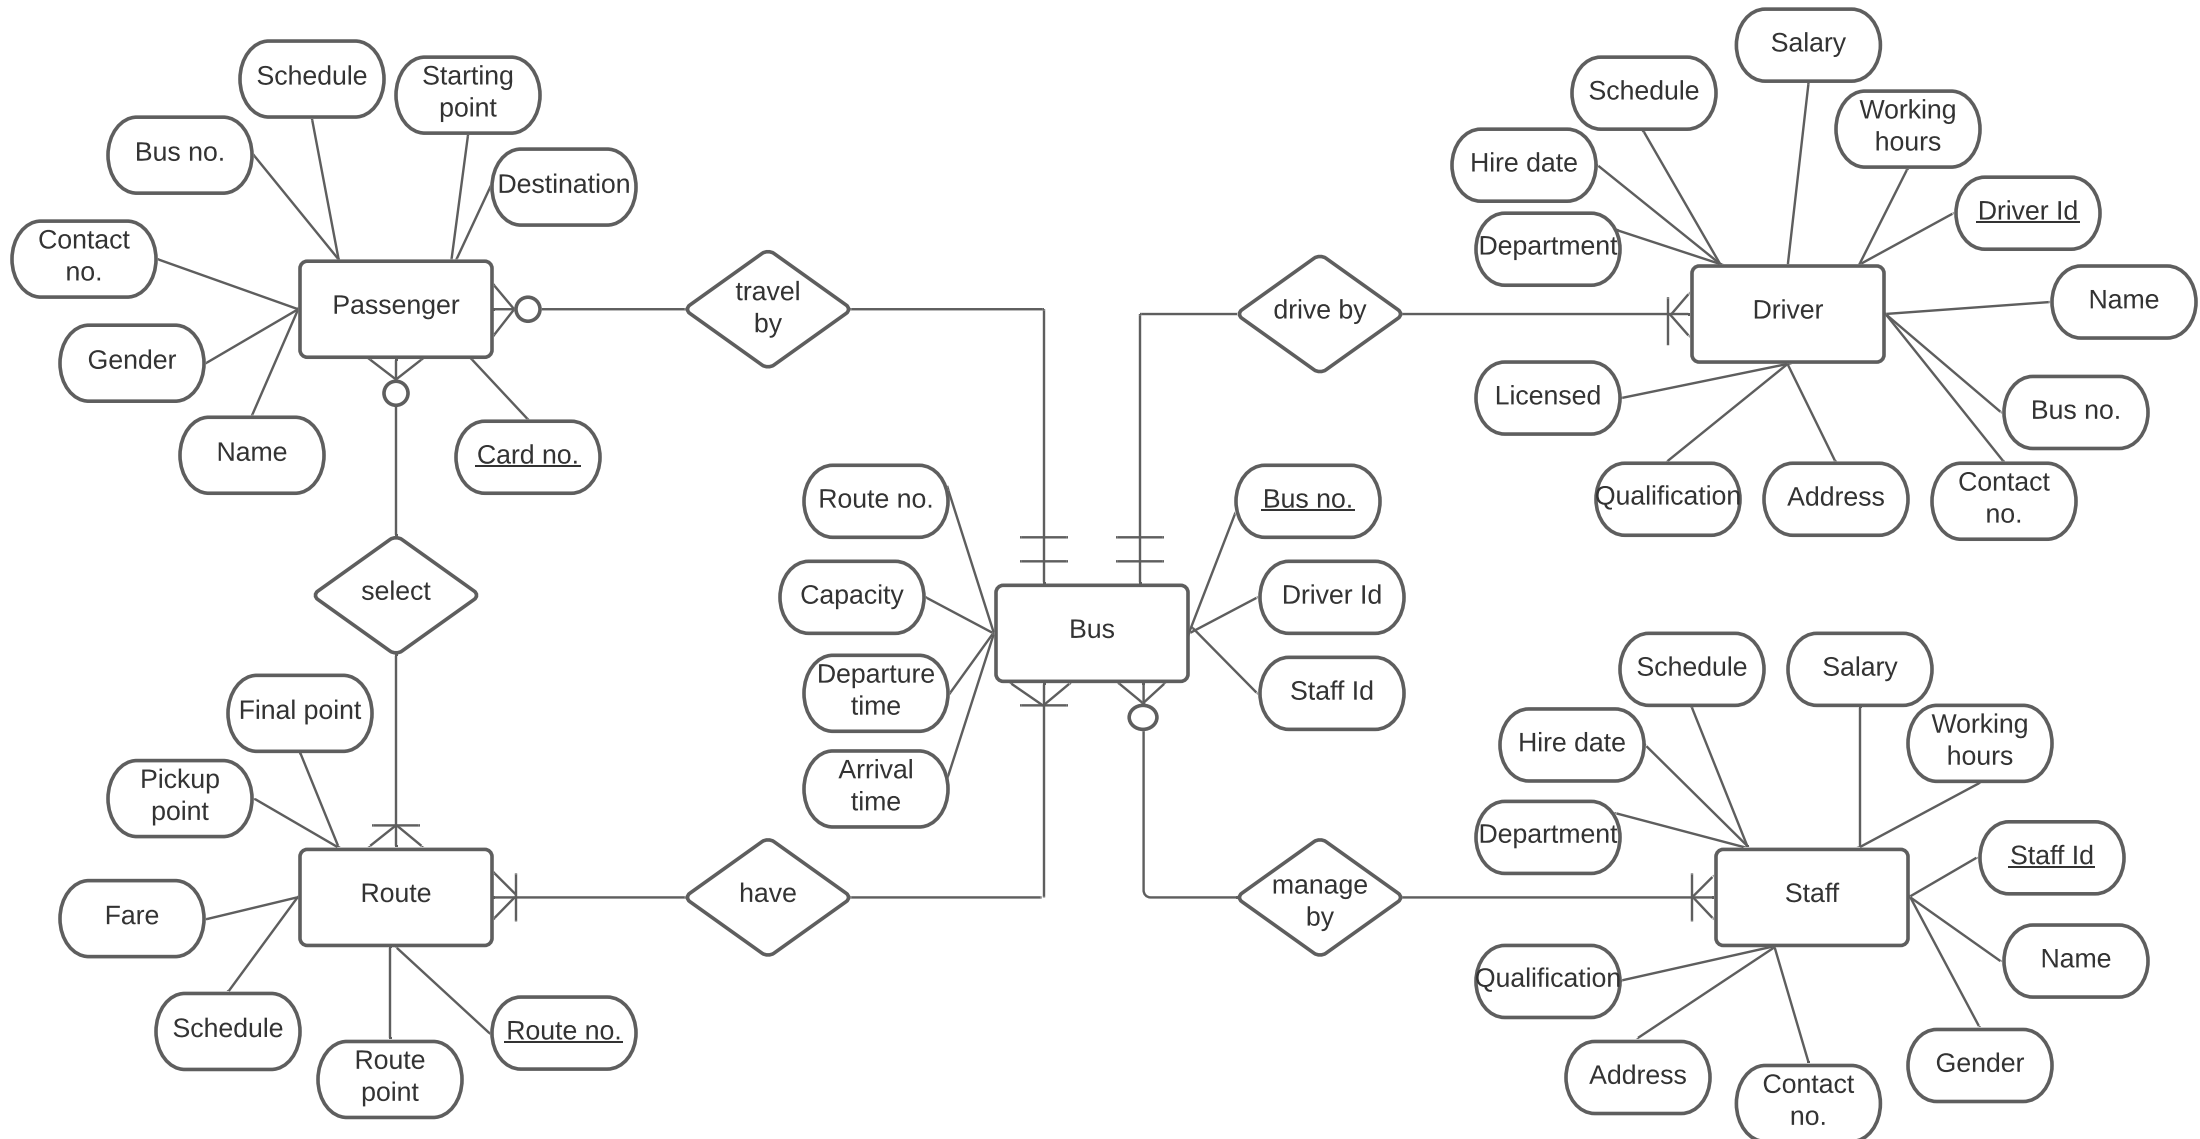 Salary
Schedule
Starting
point
Schedule
Working
hours
Bus no.
Hire date
Destination
Driver Id
Contact
no.
Department
travel
by
Passenger
drive by
Driver
Name
Gender
Licensed
Bus no.
Name
Card no.
Route no.
Bus no.
Qualification
Address
Contact
no.
select
Capacity
Driver Id
Bus
Departure
time
Staff Id
Schedule
Salary
Final point
Hire date
Working
hours
Pickup
point
Arrival
time
Department
Staff Id
Route
have
manage
by
Staff
Fare
Name
Qualification
Schedule
Route no.
Route
point
Address
Contact
no.
Gender